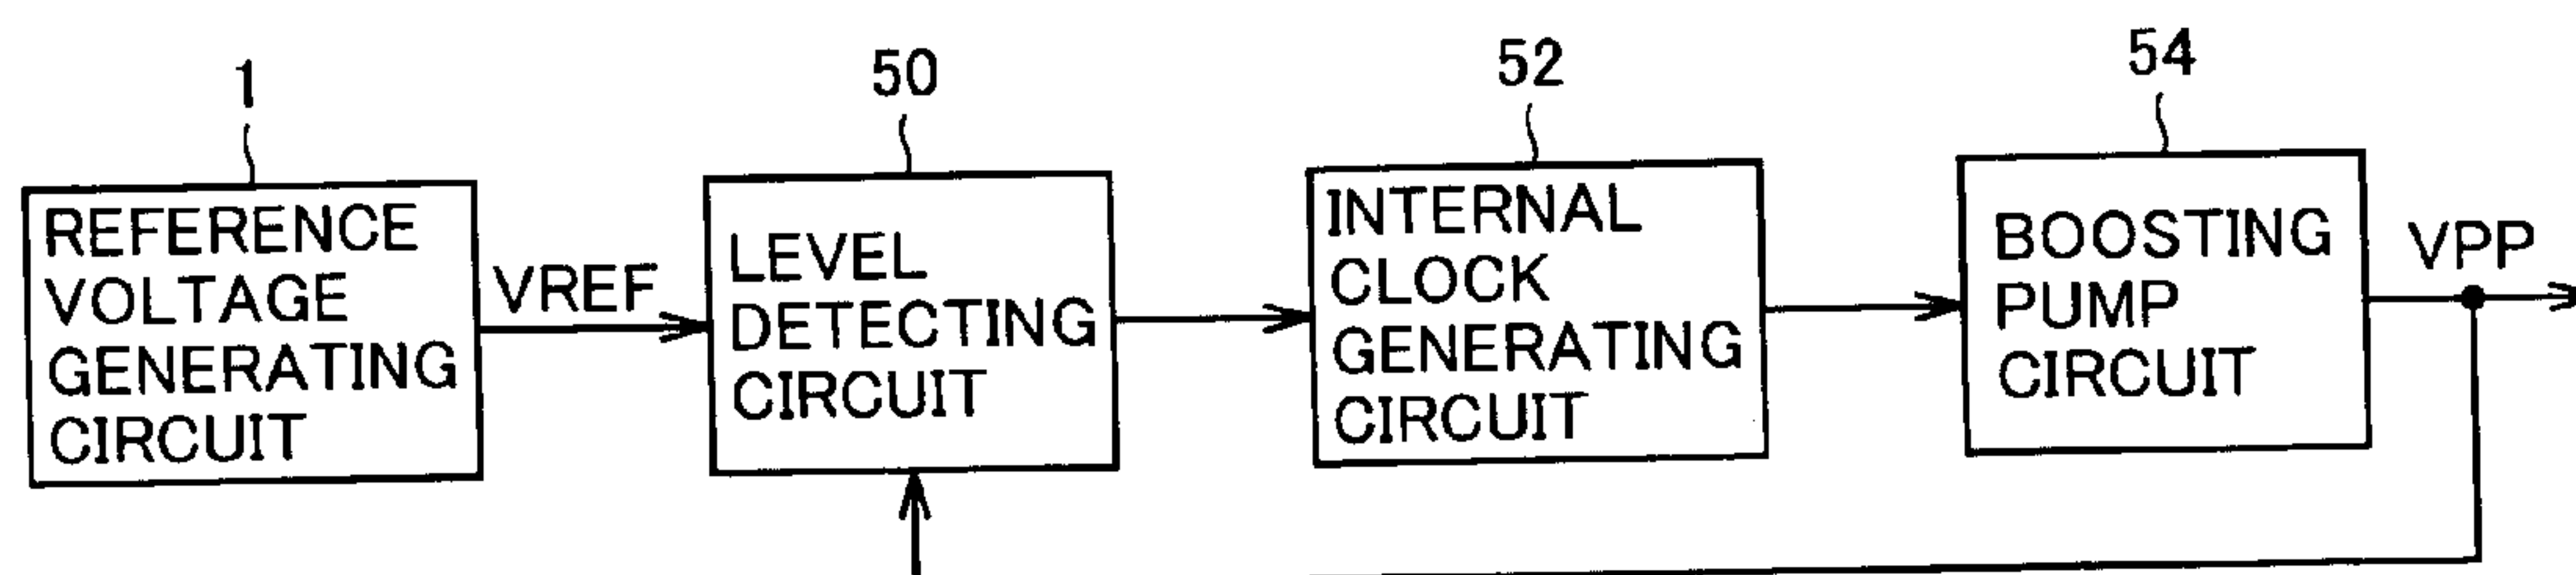 1
50
52
54
REFERENCE
VOLTAGE
GENERATING
CIRCUIT
VREF
LEVEL
DETECTING
CIRCUIT
INTERNAL
CLOCK
GENERATING
CIRCUIT
BOOSTING
PUMP
CIRCUIT
VPP